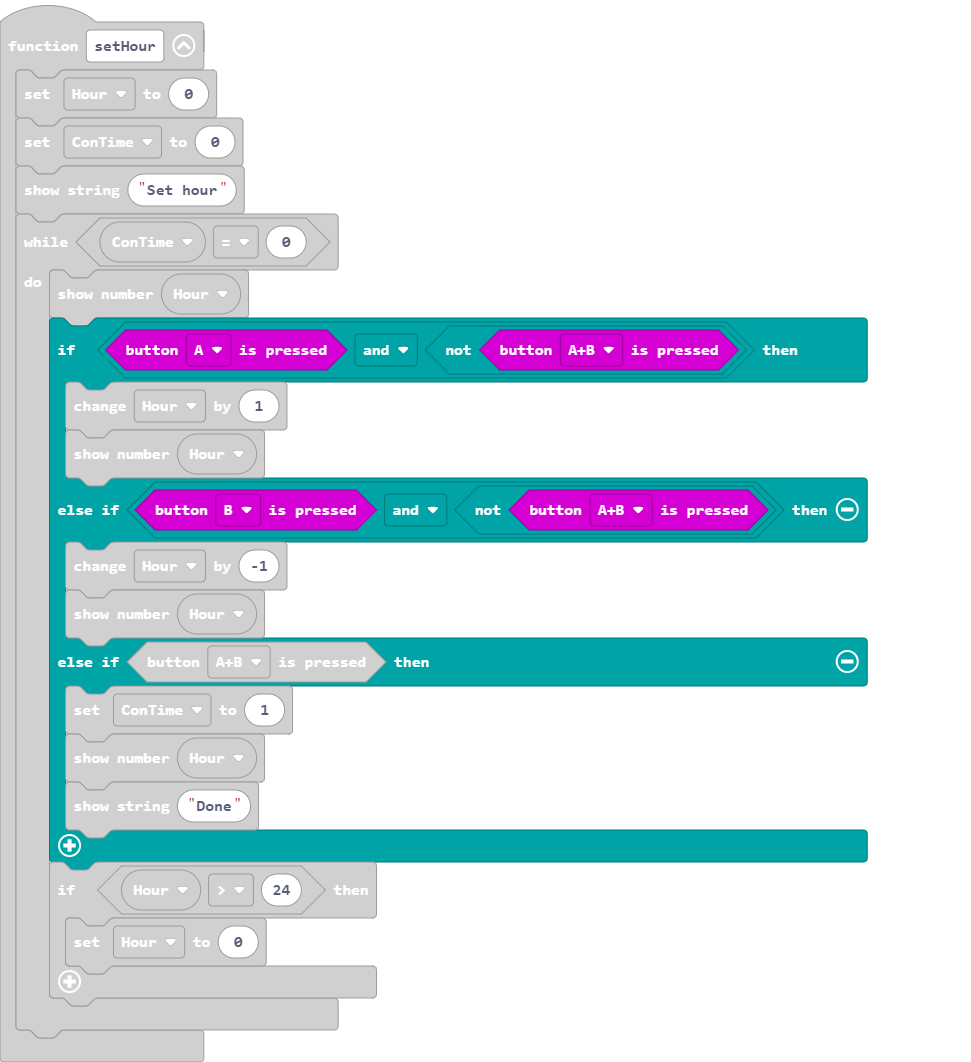 function setHour
set Hour to 0
set ConTime to 0
show string "Set hour"
while ConTime = 0
do
show number Hour
if button A is pressed and not button A+B is pressed then
change Hour by 1
show number Hour
else if button B is pressed and not button A+B is pressed then
change Hour by -1
show number Hour
else if button A+B is pressed then
set ConTime to 1
show number Hour
show string "Done"
if Hour > 24 then
set Hour to 0